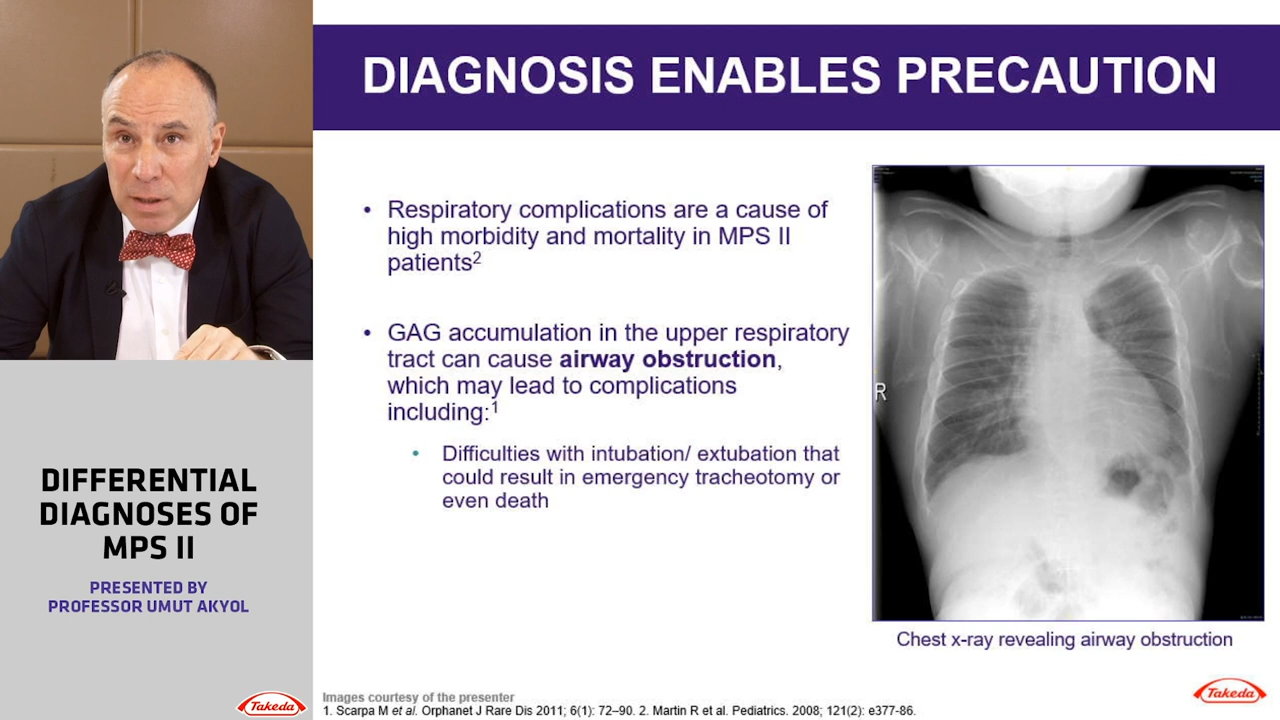 DIAGNOSIS ENABLES PRECAUTION
• Respiratory complications are a cause of
high morbidity and mortality in MPS II
patients2
• GAG accumulation in the upper respiratory
tract can cause airway obstruction,
which may lead to complications
including:1
• Difficulties with intubation/ extubation that
could result in emergency tracheotomy or
even death
R
Chest x-ray revealing airway obstruction
DIFFERENTIAL
DIAGNOSES OF
MPS II
PRESENTED BY
PROFESSOR UMUT AKYOL
Takeda
Images courtesy of the presenter
1. Scarpa M et al. Orphanet J Rare Dis 2011; 6(1): 72–90. 2. Martin R et al. Pediatrics. 2008; 121(2): e377-86.
Takeda